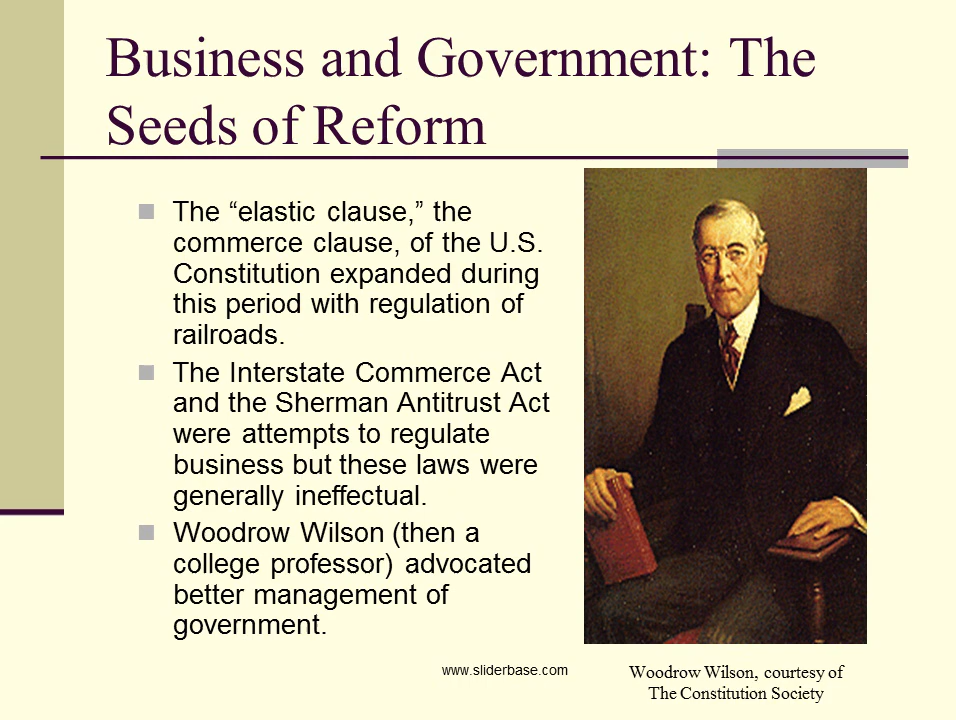 Business and Government: The
Seeds of Reform
The “elastic clause,” the
commerce clause, of the U.S.
Constitution expanded during
this period with regulation of
railroads.
The Interstate Commerce Act
and the Sherman Antitrust Act
were attempts to regulate
business but these laws were
generally ineffectual.
Woodrow Wilson (then a
college professor) advocated
better management of
government.
www.sliderbase.com
Woodrow Wilson, courtesy of
The Constitution Society